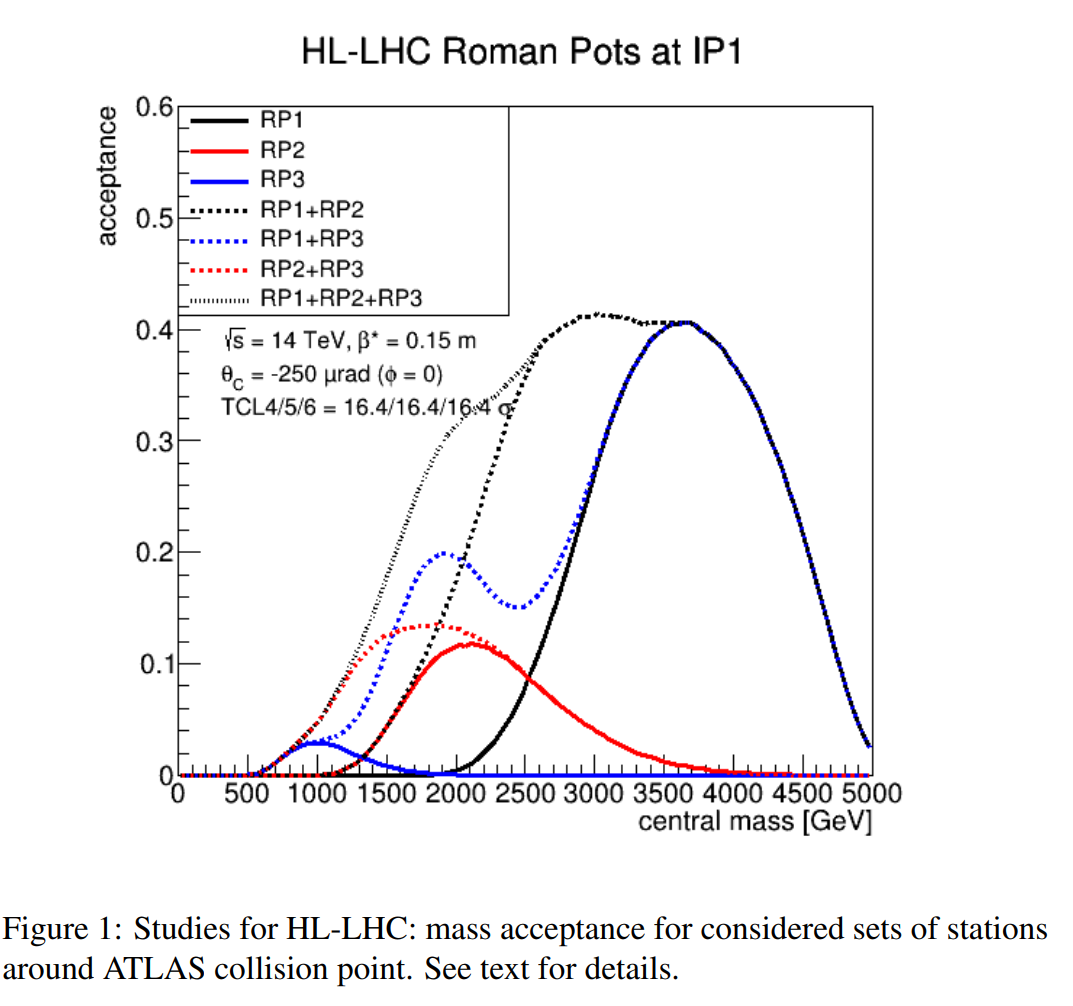 HL-LHC Roman Pots at IP1
acceptance
0.6
0.5
0.4
0.3
0.2
0.1
0
RP1
RP2
RP3
RP1+RP2
RP1+RP3
RP2+RP3
RP1+RP2+RP3
√s = 14 TeV, β* = 0.15 m
θC = -250 μrad (ϕ = 0)
TCL4/5/6 = 16.4/16.4/16.4 σ
0 500 1000 1500 2000 2500 3000 3500 4000 4500 5000
central mass [GeV]
Figure 1: Studies for HL-LHC: mass acceptance for considered sets of stations
around ATLAS collision point. See text for details.